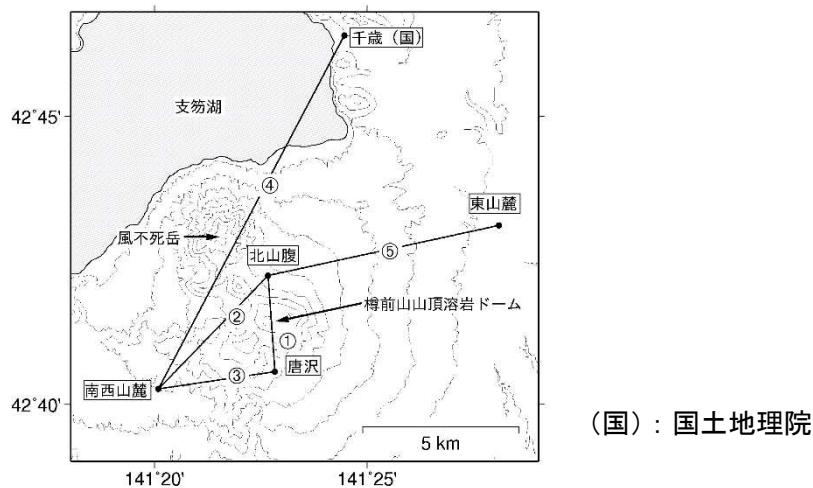 千歳（国）
42°45'
支笏湖
④
東山麓
風不死岳
北山腹
⑤
②
樽前山山頂溶岩ドーム
①
③
唐沢
南西山麓
42°40'
5 km
（国）：国土地理院
141°20'
141°25'